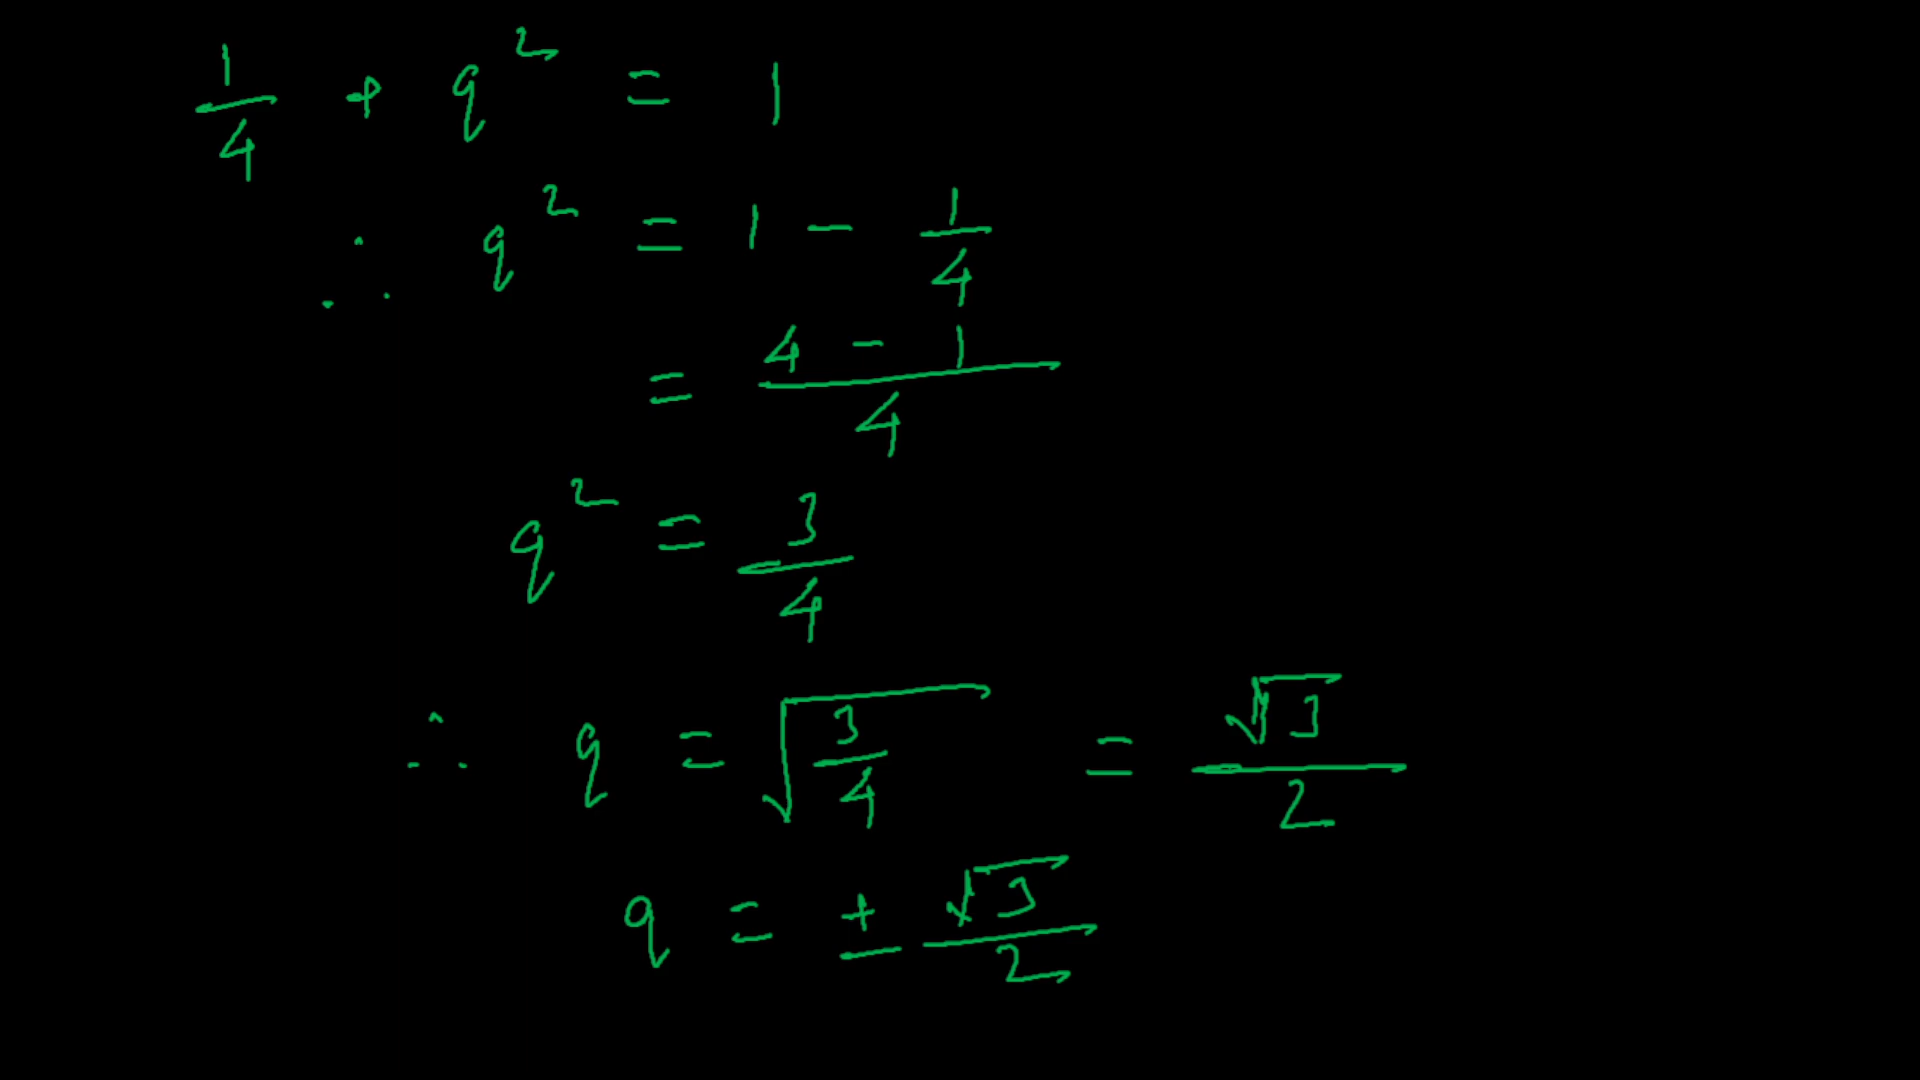 1/4 + q² = 1
∴ q² = 1 - 1/4
= (4 - 1)/4
q² = 3/4
∴ q = √(3/4) = √3/2
q = ± √3/2